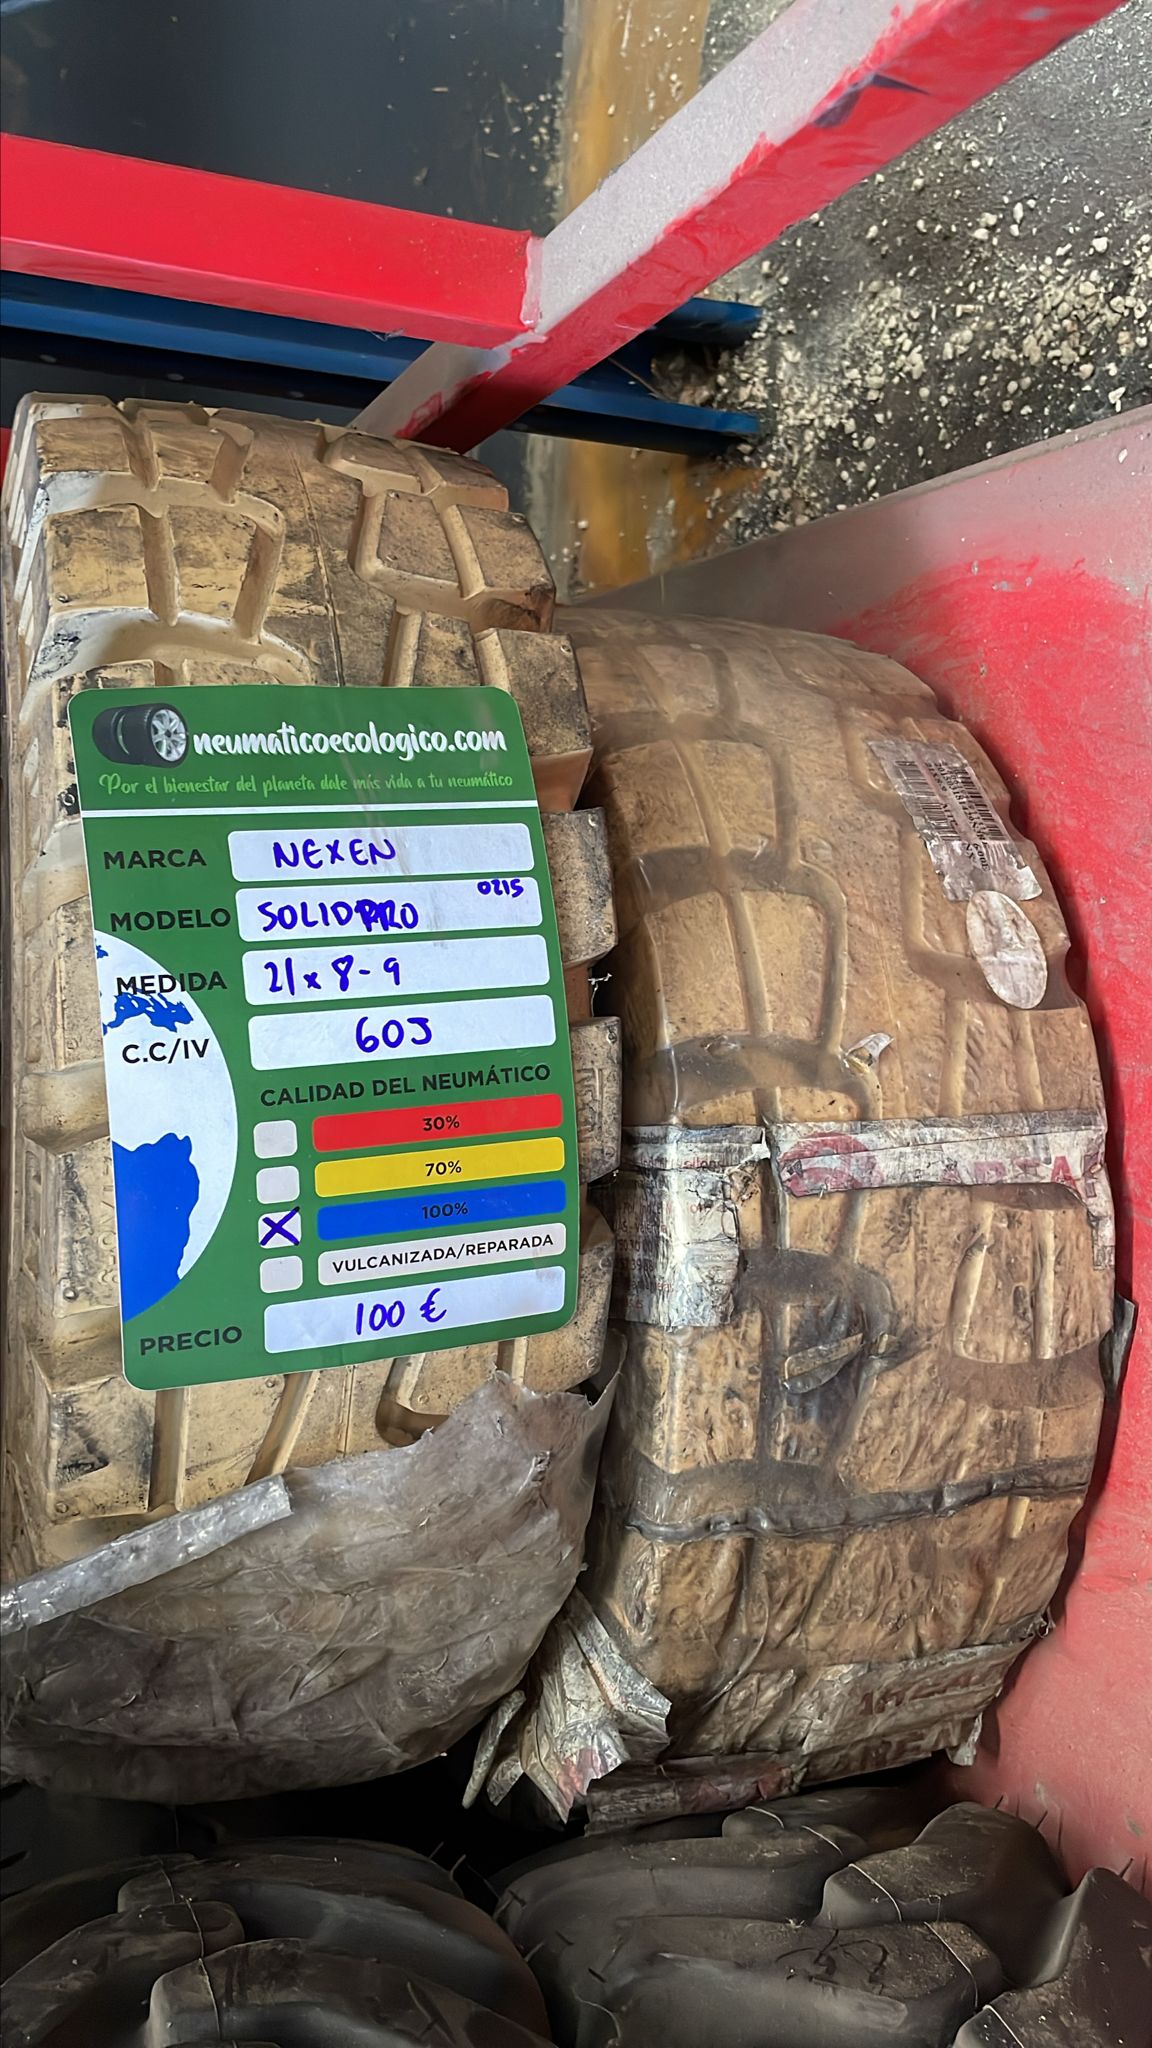 neumaticoecologico.com
Por el bienestar del planeta dale más vida a tu neumático
MARCA NEXEN
0215
MODELO SOLIDPRO
MEDIDA 21x8-9
C.C/IV 60J
CALIDAD DEL NEUMÁTICO
30%
70%
X 100%
VULCANIZADA/REPARADA
PRECIO 100 €